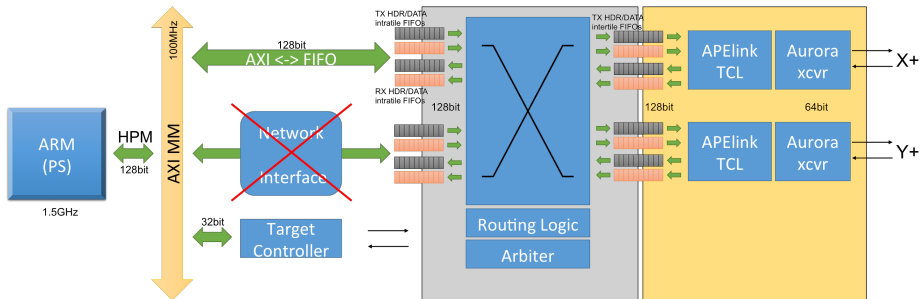 ARM
(PS)
1.5GHz
HPM
128bit
AXI MM
100MHz
128bit
AXI <-> FIFO
Network
Interface
32bit
Target
Controller
TX HDR/DATA
intratile FIFOs
RX HDR/DATA
intratile FIFOs
128bit
Routing Logic
Arbiter
TX HDR/DATA
intertile FIFOs
128bit
APElink
TCL
Aurora
xcvr
X+
64bit
APElink
TCL
Aurora
xcvr
Y+